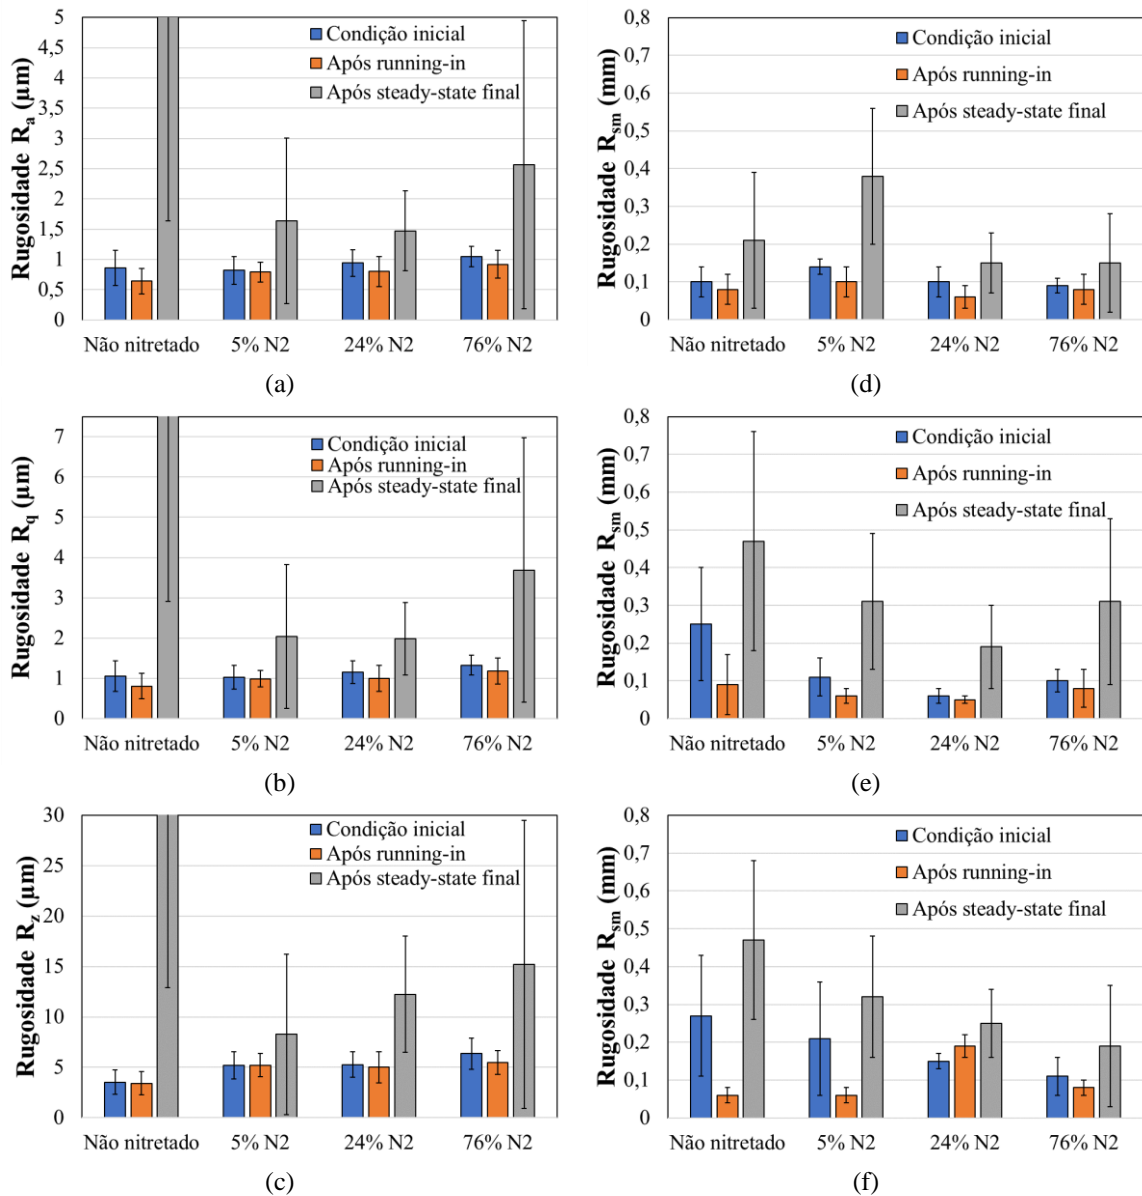 Rugosidade Ra (µm)
5
4,5
4
3,5
3
2,5
2
1,5
1
0,5
0
Condição inicial
Após running-in
Após steady-state final
Não nitretado 5% N2 24% N2 76% N2
(a)
Rugosidade Rsm (mm)
0,8
0,7
0,6
0,5
0,4
0,3
0,2
0,1
0
Condição inicial
Após running-in
Após steady-state final
Não nitretado 5% N2 24% N2 76% N2
(d)
Rugosidade Rq (µm)
7
6
5
4
3
2
1
0
Condição inicial
Após running-in
Após steady-state final
Não nitretado 5% N2 24% N2 76% N2
(b)
Rugosidade Rsm (mm)
0,8
0,7
0,6
0,5
0,4
0,3
0,2
0,1
0
Condição inicial
Após running-in
Após steady-state final
Não nitretado 5% N2 24% N2 76% N2
(e)
Rugosidade Rz (µm)
30
25
20
15
10
5
0
Condição inicial
Após running-in
Após steady-state final
Não nitretado 5% N2 24% N2 76% N2
(c)
Rugosidade Rsm (mm)
0,8
0,7
0,6
0,5
0,4
0,3
0,2
0,1
0
Condição inicial
Após running-in
Após steady-state final
Não nitretado 5% N2 24% N2 76% N2
(f)